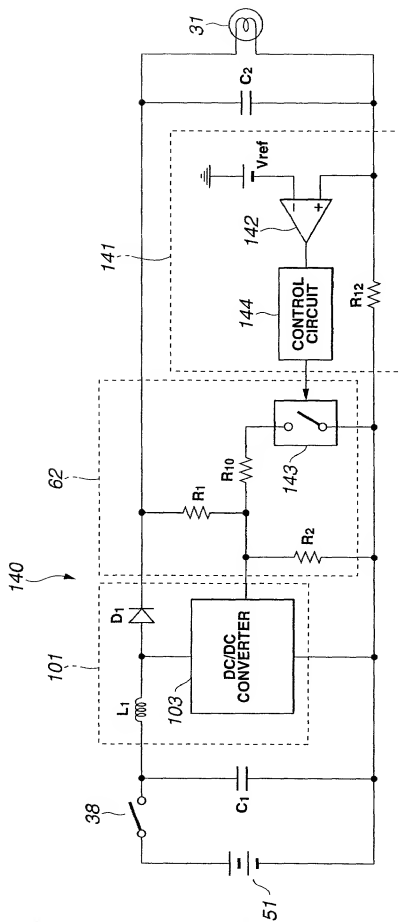 140
31
141
62
101
38
C2
Vref
142
144
CONTROL
CIRCUIT
R12
R1
R10
143
R2
D1
L1
103
DC/DC
CONVERTER
C1
51
−
+